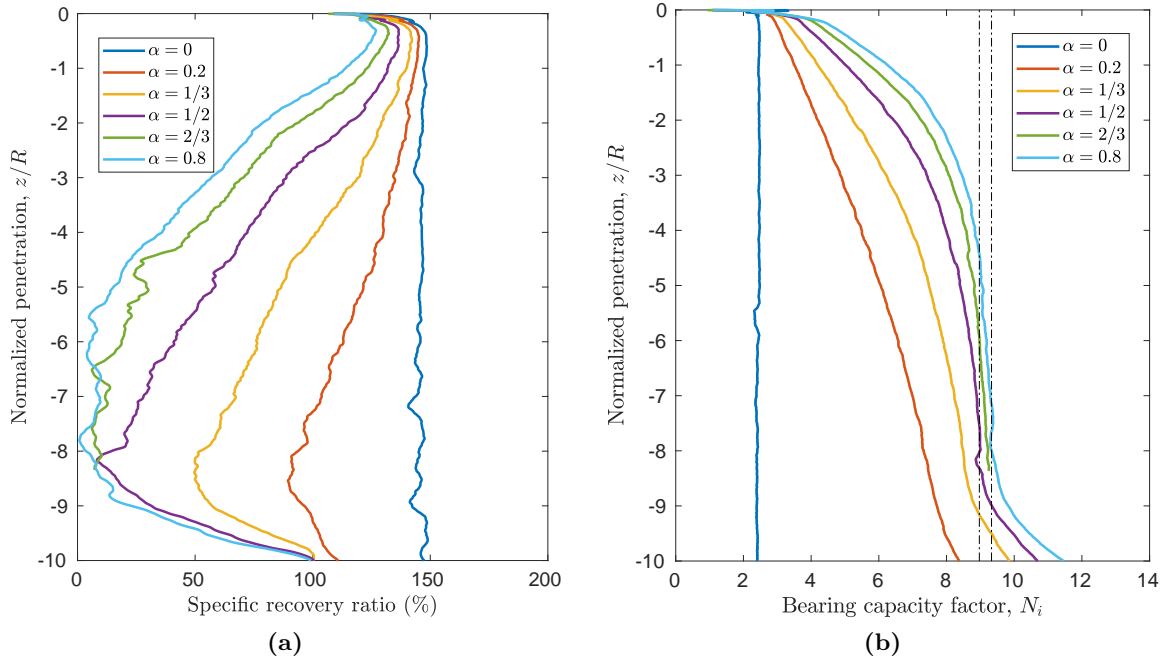 0
-1
-2
-3
-4
-5
-6
-7
-8
-9
-10
Normalized penetration, z/R
α = 0
α = 0.2
α = 1/3
α = 1/2
α = 2/3
α = 0.8
0 50 100 150 200
Specific recovery ratio (%)
(a)
0
-1
-2
-3
-4
-5
-6
-7
-8
-9
-10
Normalized penetration, z/R
α = 0
α = 0.2
α = 1/3
α = 1/2
α = 2/3
α = 0.8
0 2 4 6 8 10 12 14
Bearing capacity factor, N_i
(b)